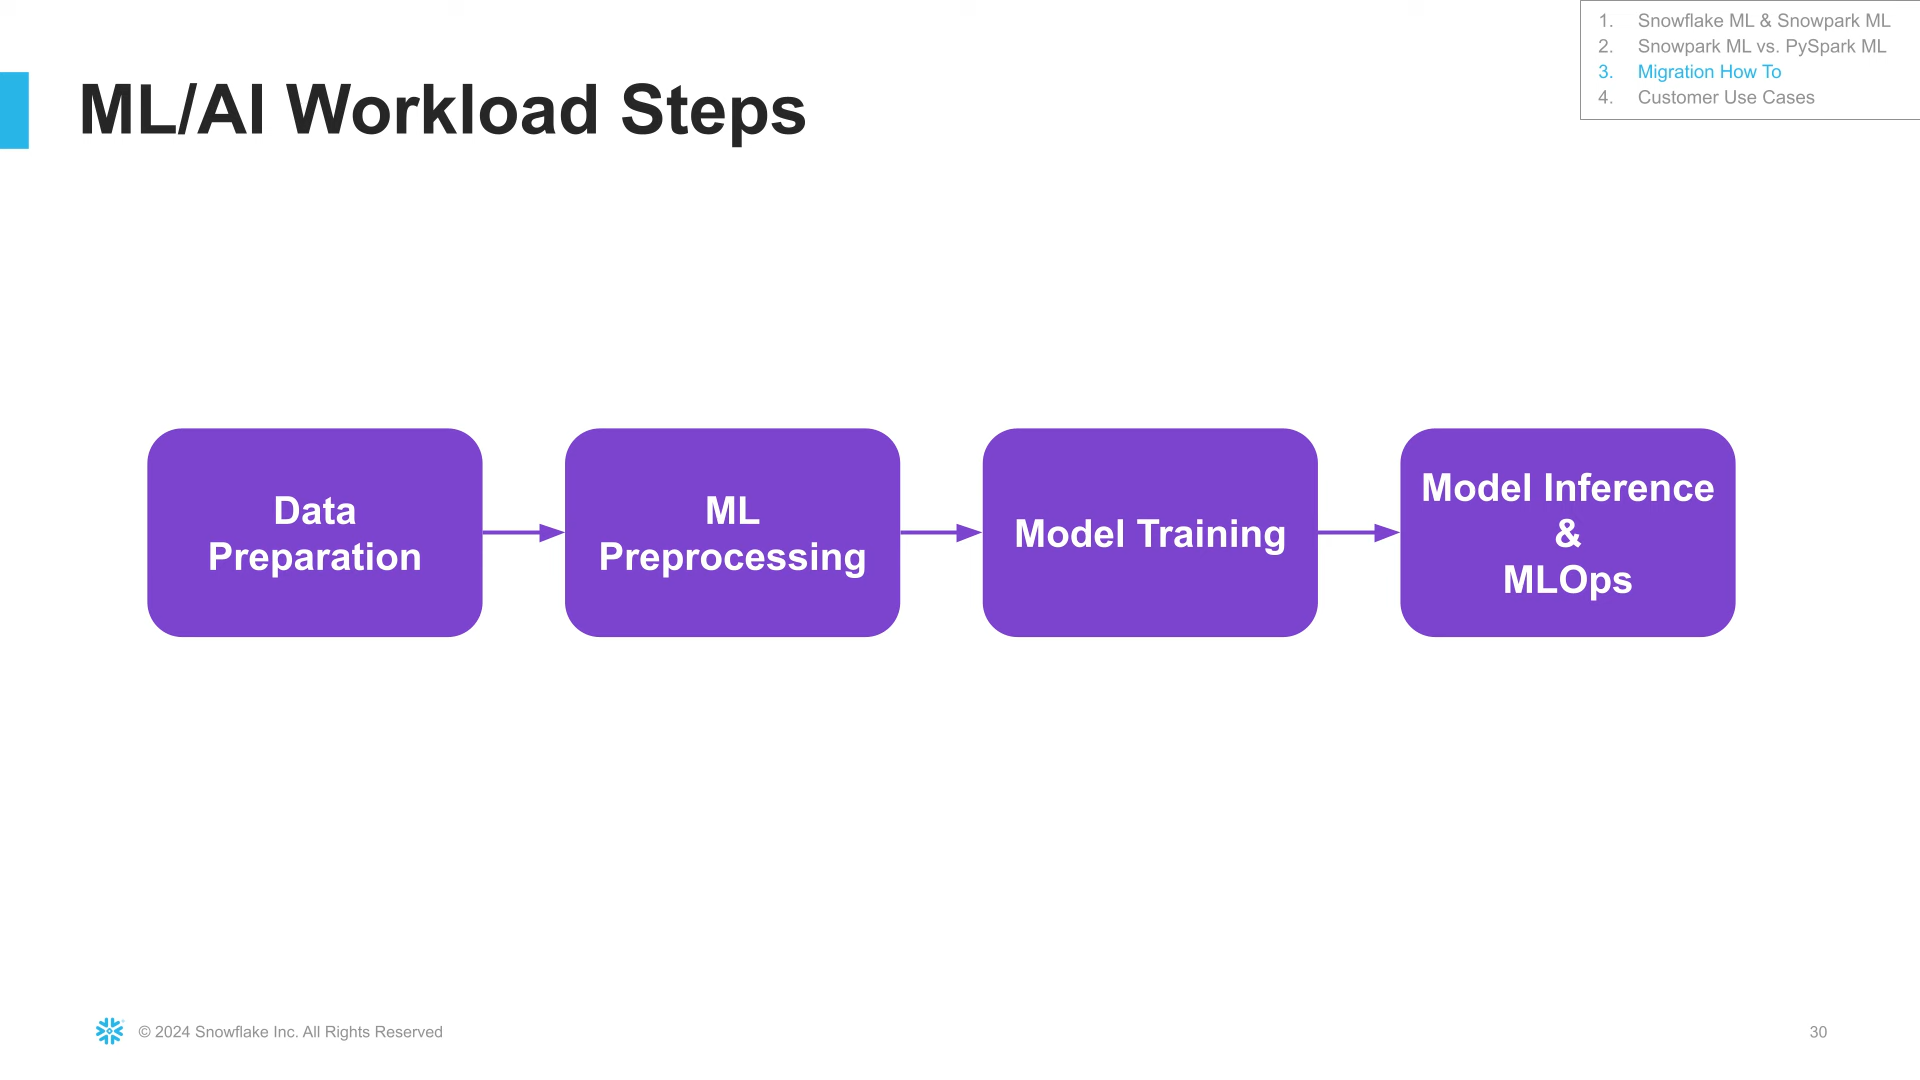 1. Snowflake ML & Snowpark ML
2. Snowpark ML vs. PySpark ML
3. Migration How To
4. Customer Use Cases
ML/AI Workload Steps
Data
Preparation
ML
Preprocessing
Model Training
Model Inference
&
MLOps
© 2024 Snowflake Inc. All Rights Reserved
30